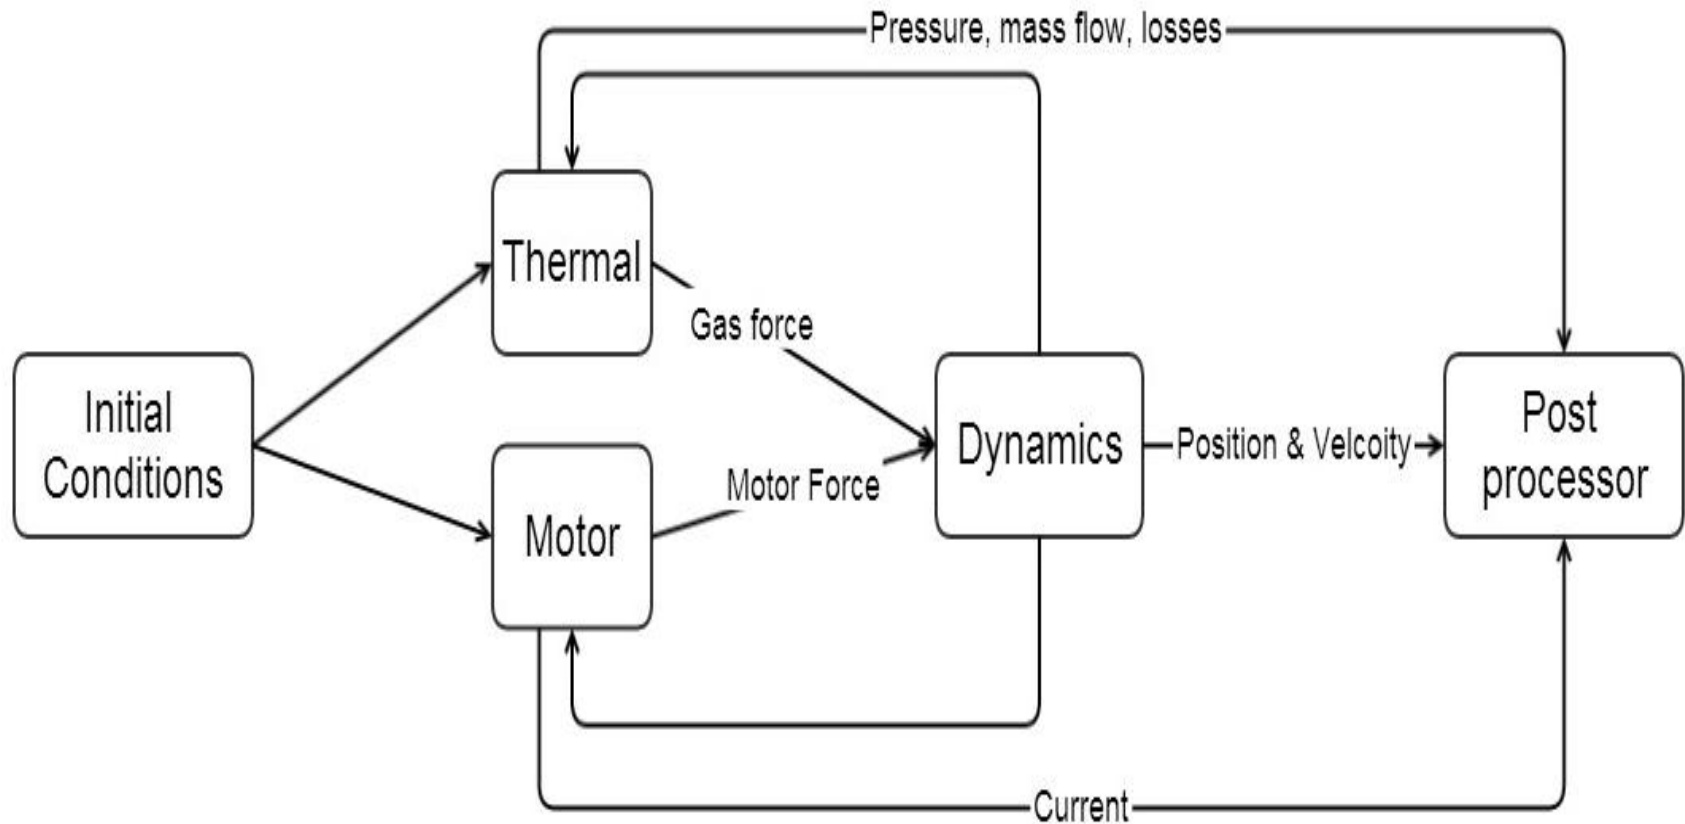 Pressure, mass flow, losses
Thermal
Gas force
Initial
Conditions
Dynamics
Position & Velcoity
Post
processor
Motor Force
Motor
Current